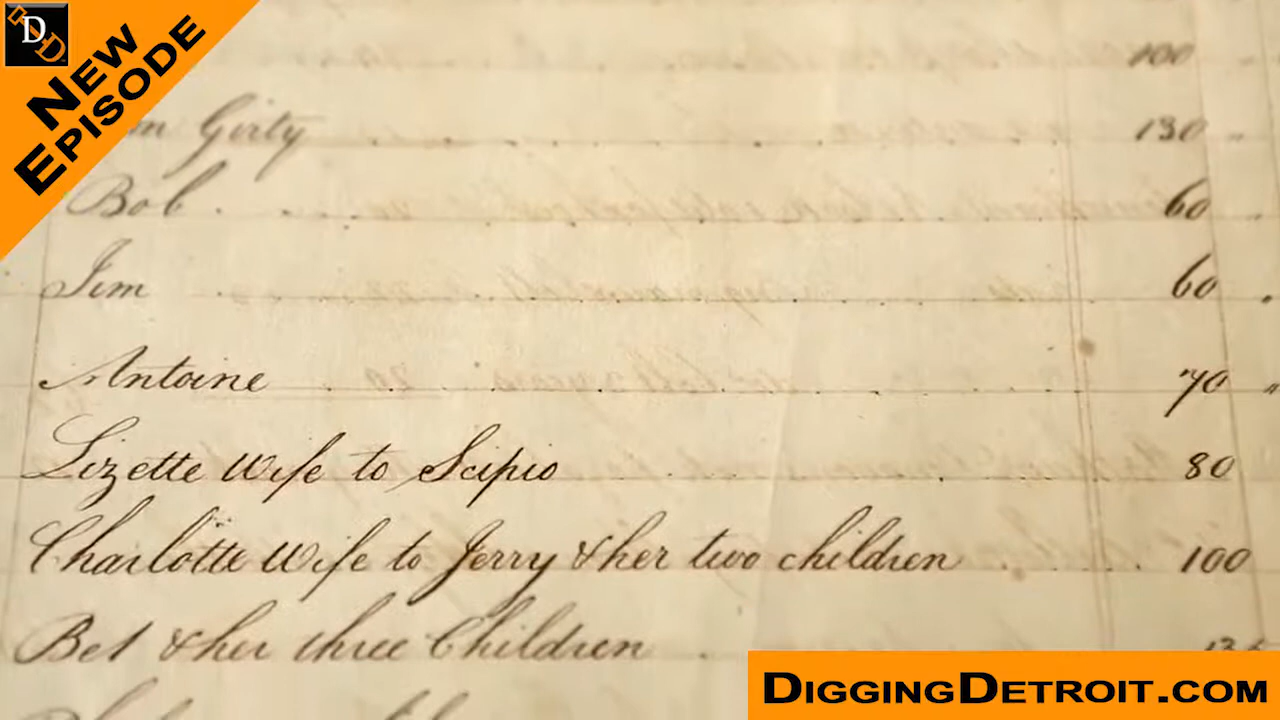 D
D
NEW
EPISODE
100
Girty 130
Bob 60
Jim 60
Antoine 70
Lizette Wife to Scipio 80
Charlotte Wife to Jerry & her two children 100
Bet & her three Children
DIGGINGDETROIT.COM